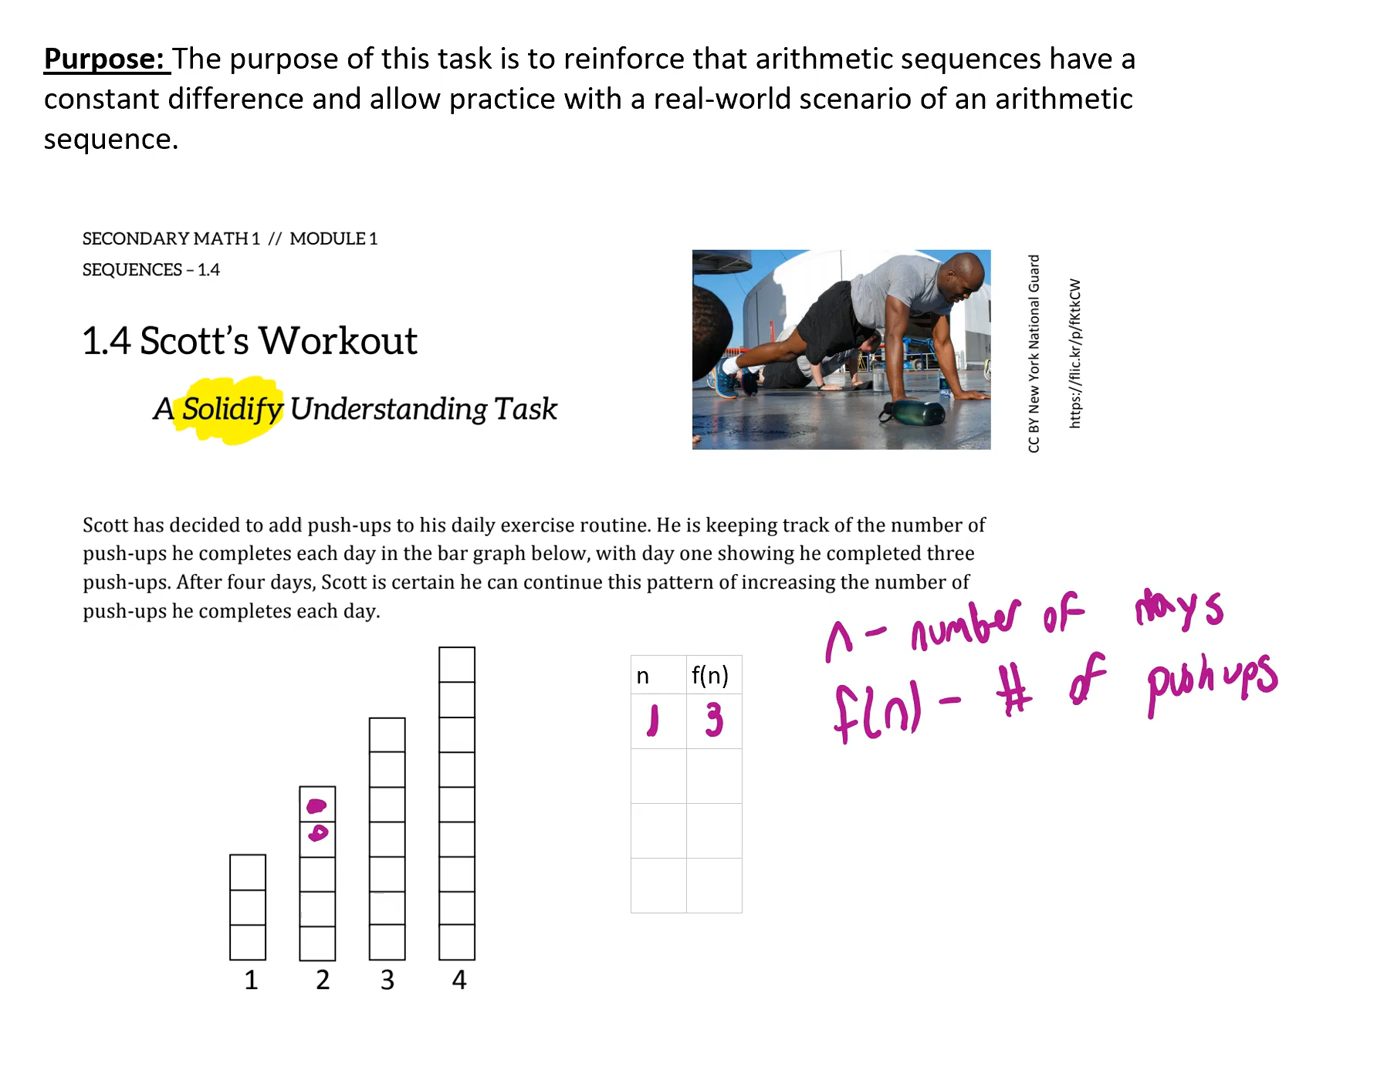 Purpose: The purpose of this task is to reinforce that arithmetic sequences have a
constant difference and allow practice with a real-world scenario of an arithmetic
sequence.
SECONDARY MATH 1 // MODULE 1
SEQUENCES – 1.4
1.4 Scott's Workout
A Solidify Understanding Task
CC BY New York National Guard
https://flic.kr/p/fKtkCW
Scott has decided to add push-ups to his daily exercise routine. He is keeping track of the number of
push-ups he completes each day in the bar graph below, with day one showing he completed three
push-ups. After four days, Scott is certain he can continue this pattern of increasing the number of
push-ups he completes each day.
n - number of days
f(n) - # of pushups
n f(n)
1 3
1 2 3 4